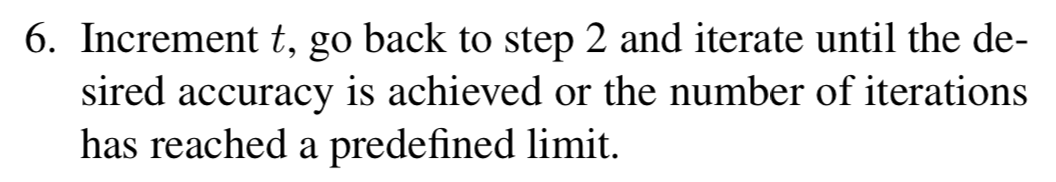 6. Increment t, go back to step 2 and iterate until the de-
sired accuracy is achieved or the number of iterations
has reached a predefined limit.